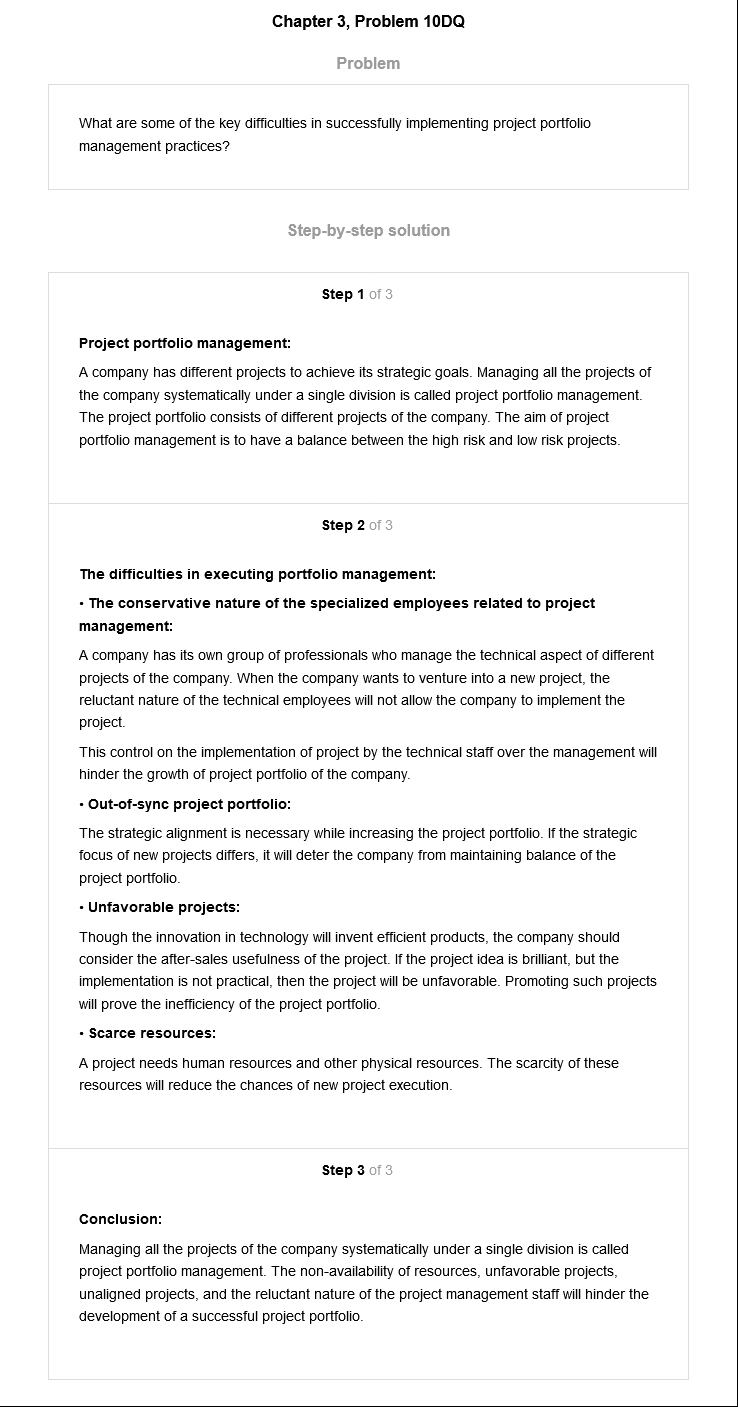 Chapter 3, Problem 10DQ
Problem
What are some of the key difficulties in successfully implementing project portfolio
management practices?
Step-by-step solution
Step 1 of 3
Project portfolio management:
A company has different projects to achieve its strategic goals. Managing all the projects of
the company systematically under a single division is called project portfolio management.
The project portfolio consists of different projects of the company. The aim of project
portfolio management is to have a balance between the high risk and low risk projects.
Step 2 of 3
The difficulties in executing portfolio management:
• The conservative nature of the specialized employees related to project
management:
A company has its own group of professionals who manage the technical aspect of different
projects of the company. When the company wants to venture into a new project, the
reluctant nature of the technical employees will not allow the company to implement the
project.
This control on the implementation of project by the technical staff over the management will
hinder the growth of project portfolio of the company.
• Out-of-sync project portfolio:
The strategic alignment is necessary while increasing the project portfolio. If the strategic
focus of new projects differs, it will deter the company from maintaining balance of the
project portfolio.
• Unfavorable projects:
Though the innovation in technology will invent efficient products, the company should
consider the after-sales usefulness of the project. If the project idea is brilliant, but the
implementation is not practical, then the project will be unfavorable. Promoting such projects
will prove the inefficiency of the project portfolio.
• Scarce resources:
A project needs human resources and other physical resources. The scarcity of these
resources will reduce the chances of new project execution.
Step 3 of 3
Conclusion:
Managing all the projects of the company systematically under a single division is called
project portfolio management. The non-availability of resources, unfavorable projects,
unaligned projects, and the reluctant nature of the project management staff will hinder the
development of a successful project portfolio.